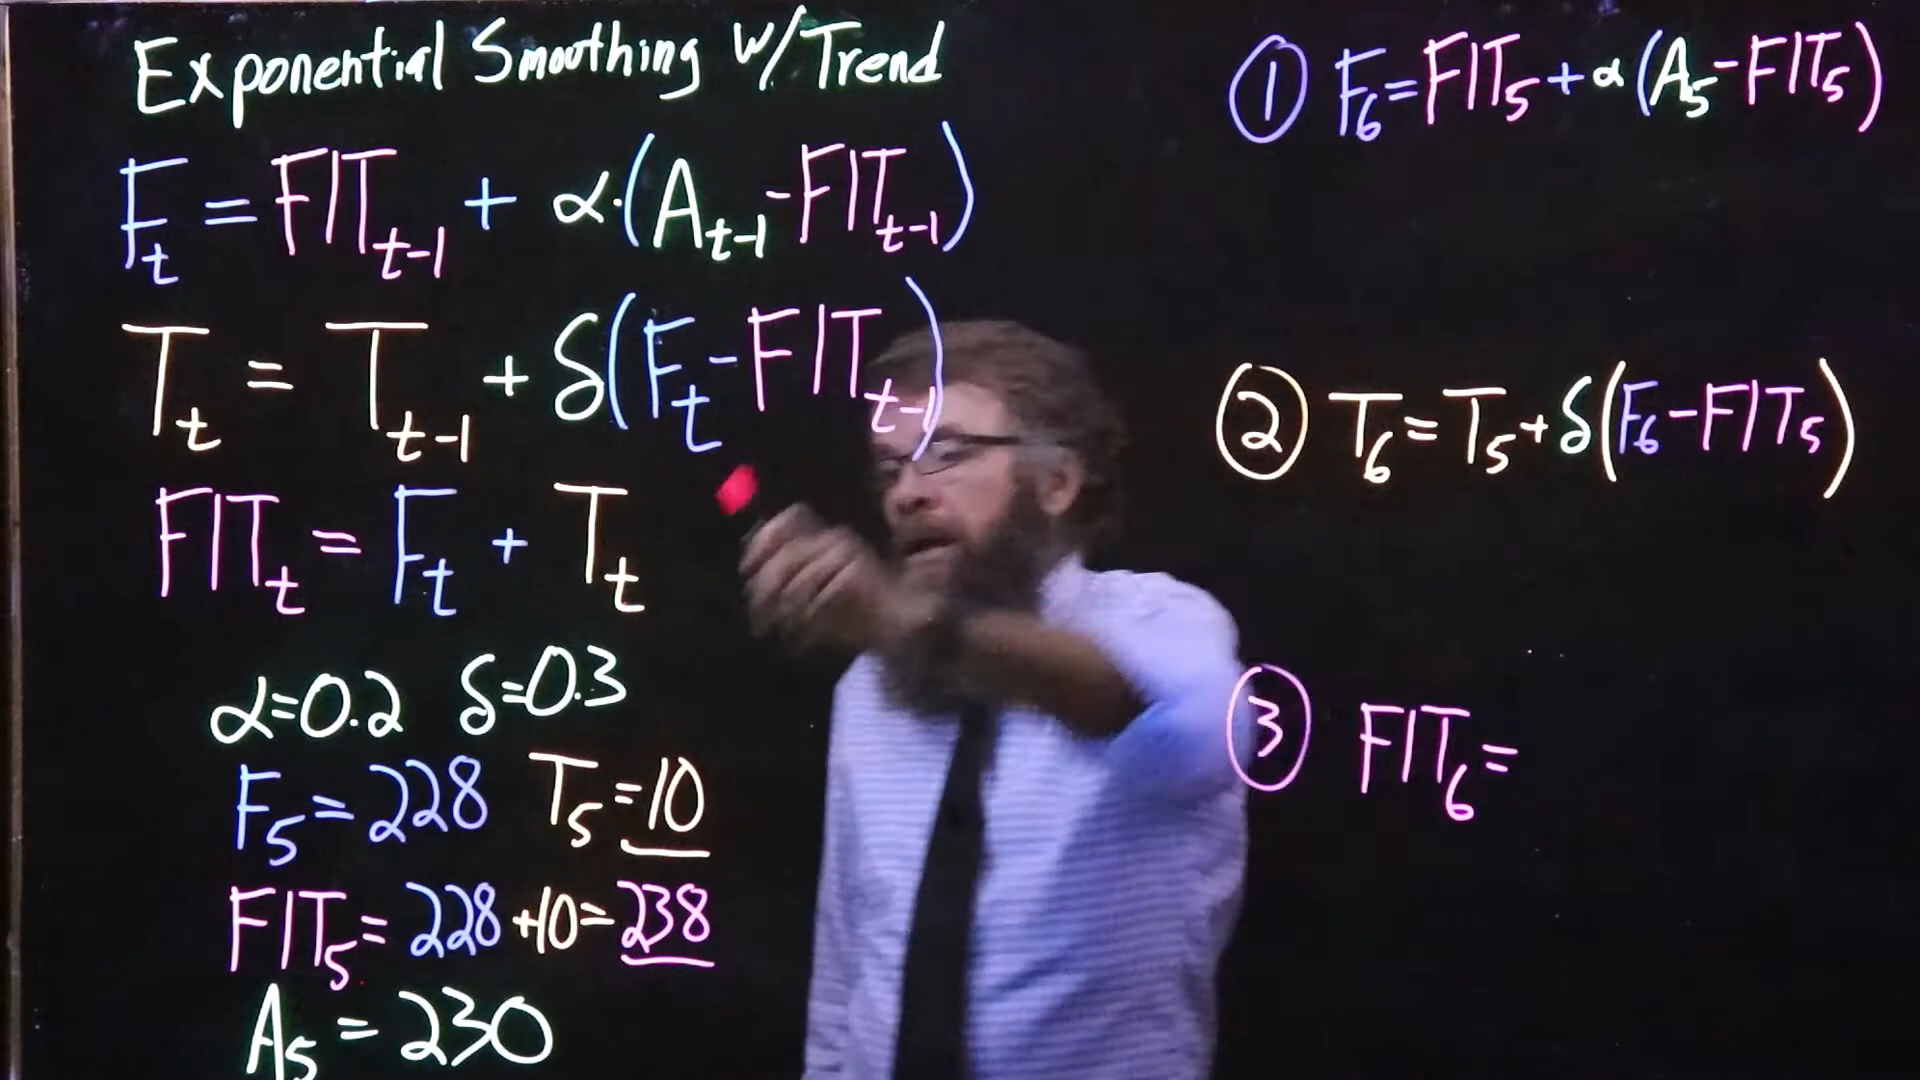 Exponential Smoothing w/Trend
F_t = FIT_t-1 + α·(A_t-1 - FIT_t-1)
T_t = T_t-1 + δ(F_t - FIT_t-1)
FIT_t = F_t + T_t
α=0.2 δ=0.3
F_5 = 228 T_5 = 10
FIT_5 = 228 + 10 = 238
A_5 = 230
① F_6 = FIT_5 + α(A_5 - FIT_5)
② T_6 = T_5 + δ(F_6 - FIT_5)
③ FIT_6 =